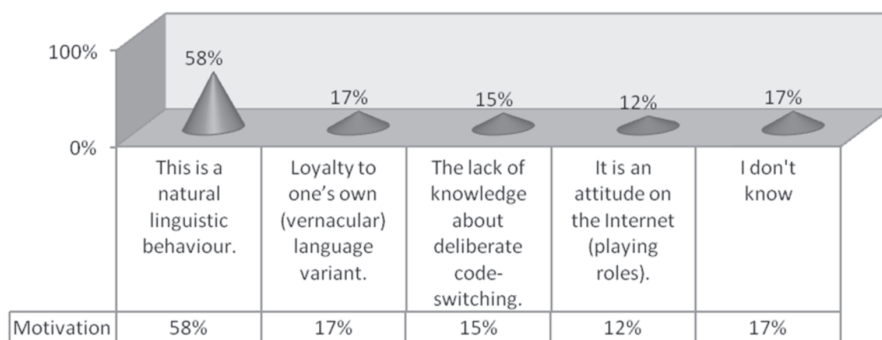 100%
0%
58%
17%
15%
12%
17%
This is a
natural
linguistic
behaviour.
Loyalty to
one's own
(vernacular)
language
variant.
The lack of
knowledge
about
deliberate
code-
switching.
It is an
attitude on
the Internet
(playing
roles).
I don't
know
Motivation 58% 17% 15% 12% 17%